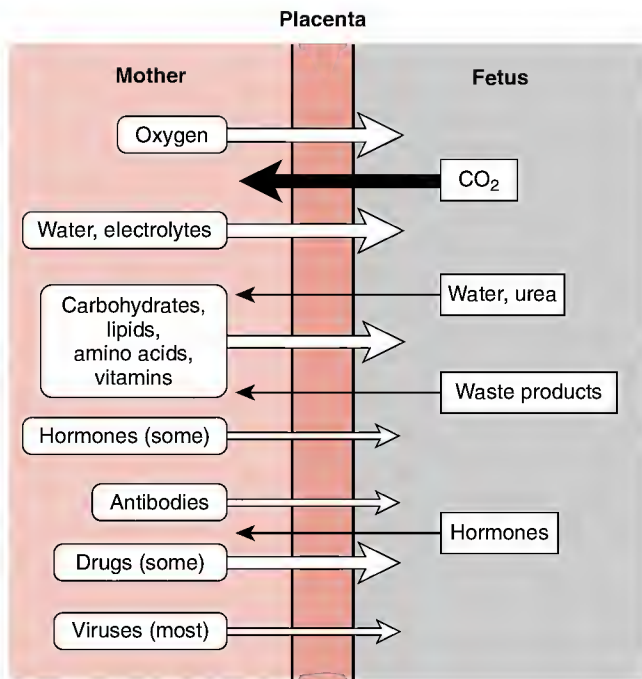 Placenta
Mother
Fetus
Oxygen
CO₂
Water, electrolytes
Water, urea
Carbohydrates,
lipids,
amino acids,
vitamins
Waste products
Hormones (some)
Antibodies
Hormones
Drugs (some)
Viruses (most)